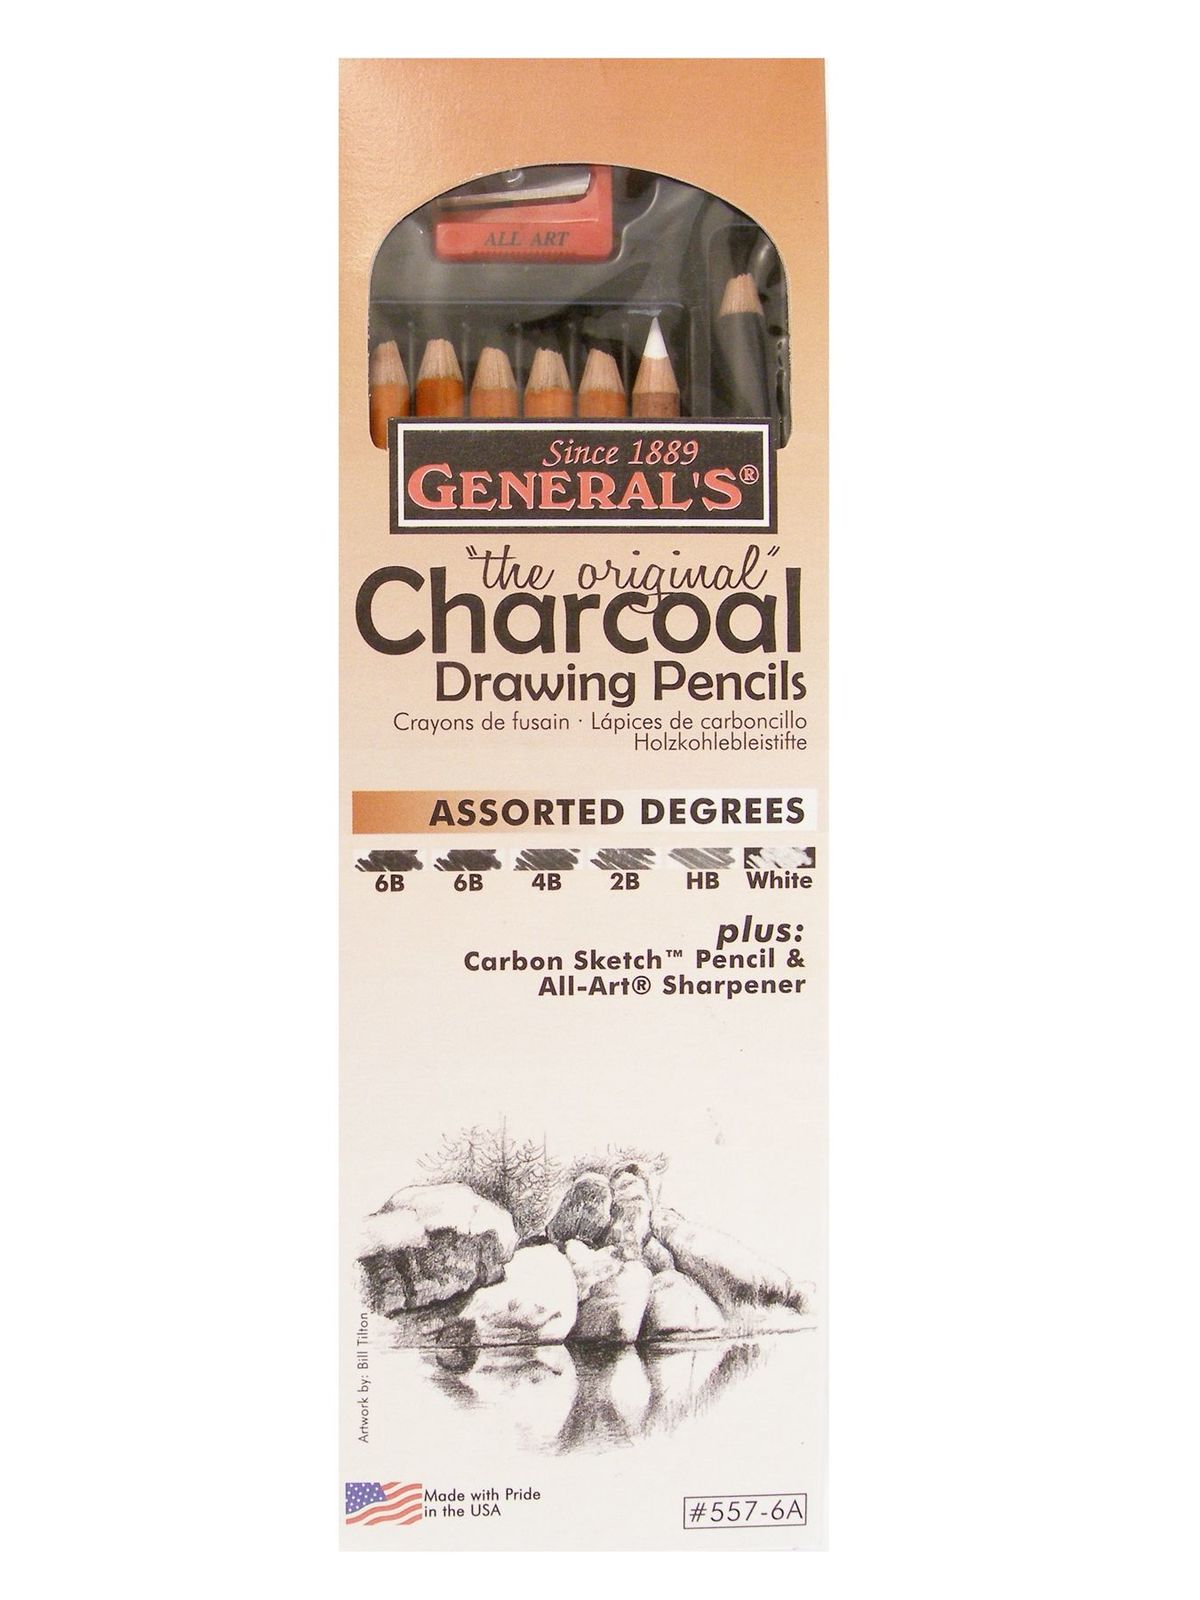 ALL ART
Since 1889
GENERAL'S®
"the original"
Charcoal
Drawing Pencils
Crayons de fusain · Lápices de carboncillo
Holzkohlebleistifte
ASSORTED DEGREES
6B 6B 4B 2B HB White
plus:
Carbon Sketch™ Pencil &
All-Art® Sharpener
Artwork by: Bill Tilton
Made with Pride
in the USA
#557-6A